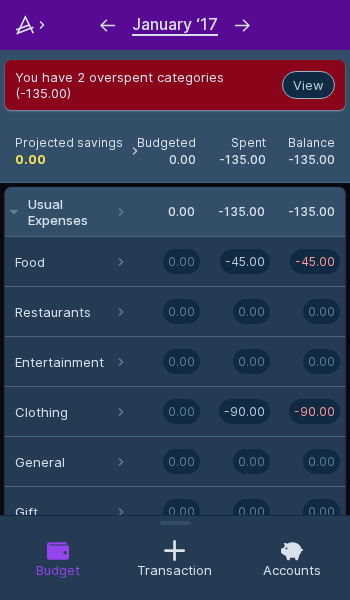 January ‘17
You have 2 overspent categories
(-135.00)
View
Projected savings Budgeted Spent Balance
0.00 0.00 -135.00 -135.00
Usual
Expenses
0.00 -135.00 -135.00
Food 0.00 -45.00 -45.00
Restaurants 0.00 0.00 0.00
Entertainment 0.00 0.00 0.00
Clothing 0.00 -90.00 -90.00
General 0.00 0.00 0.00
Gift 0.00 0.00 0.00
Budget Transaction Accounts